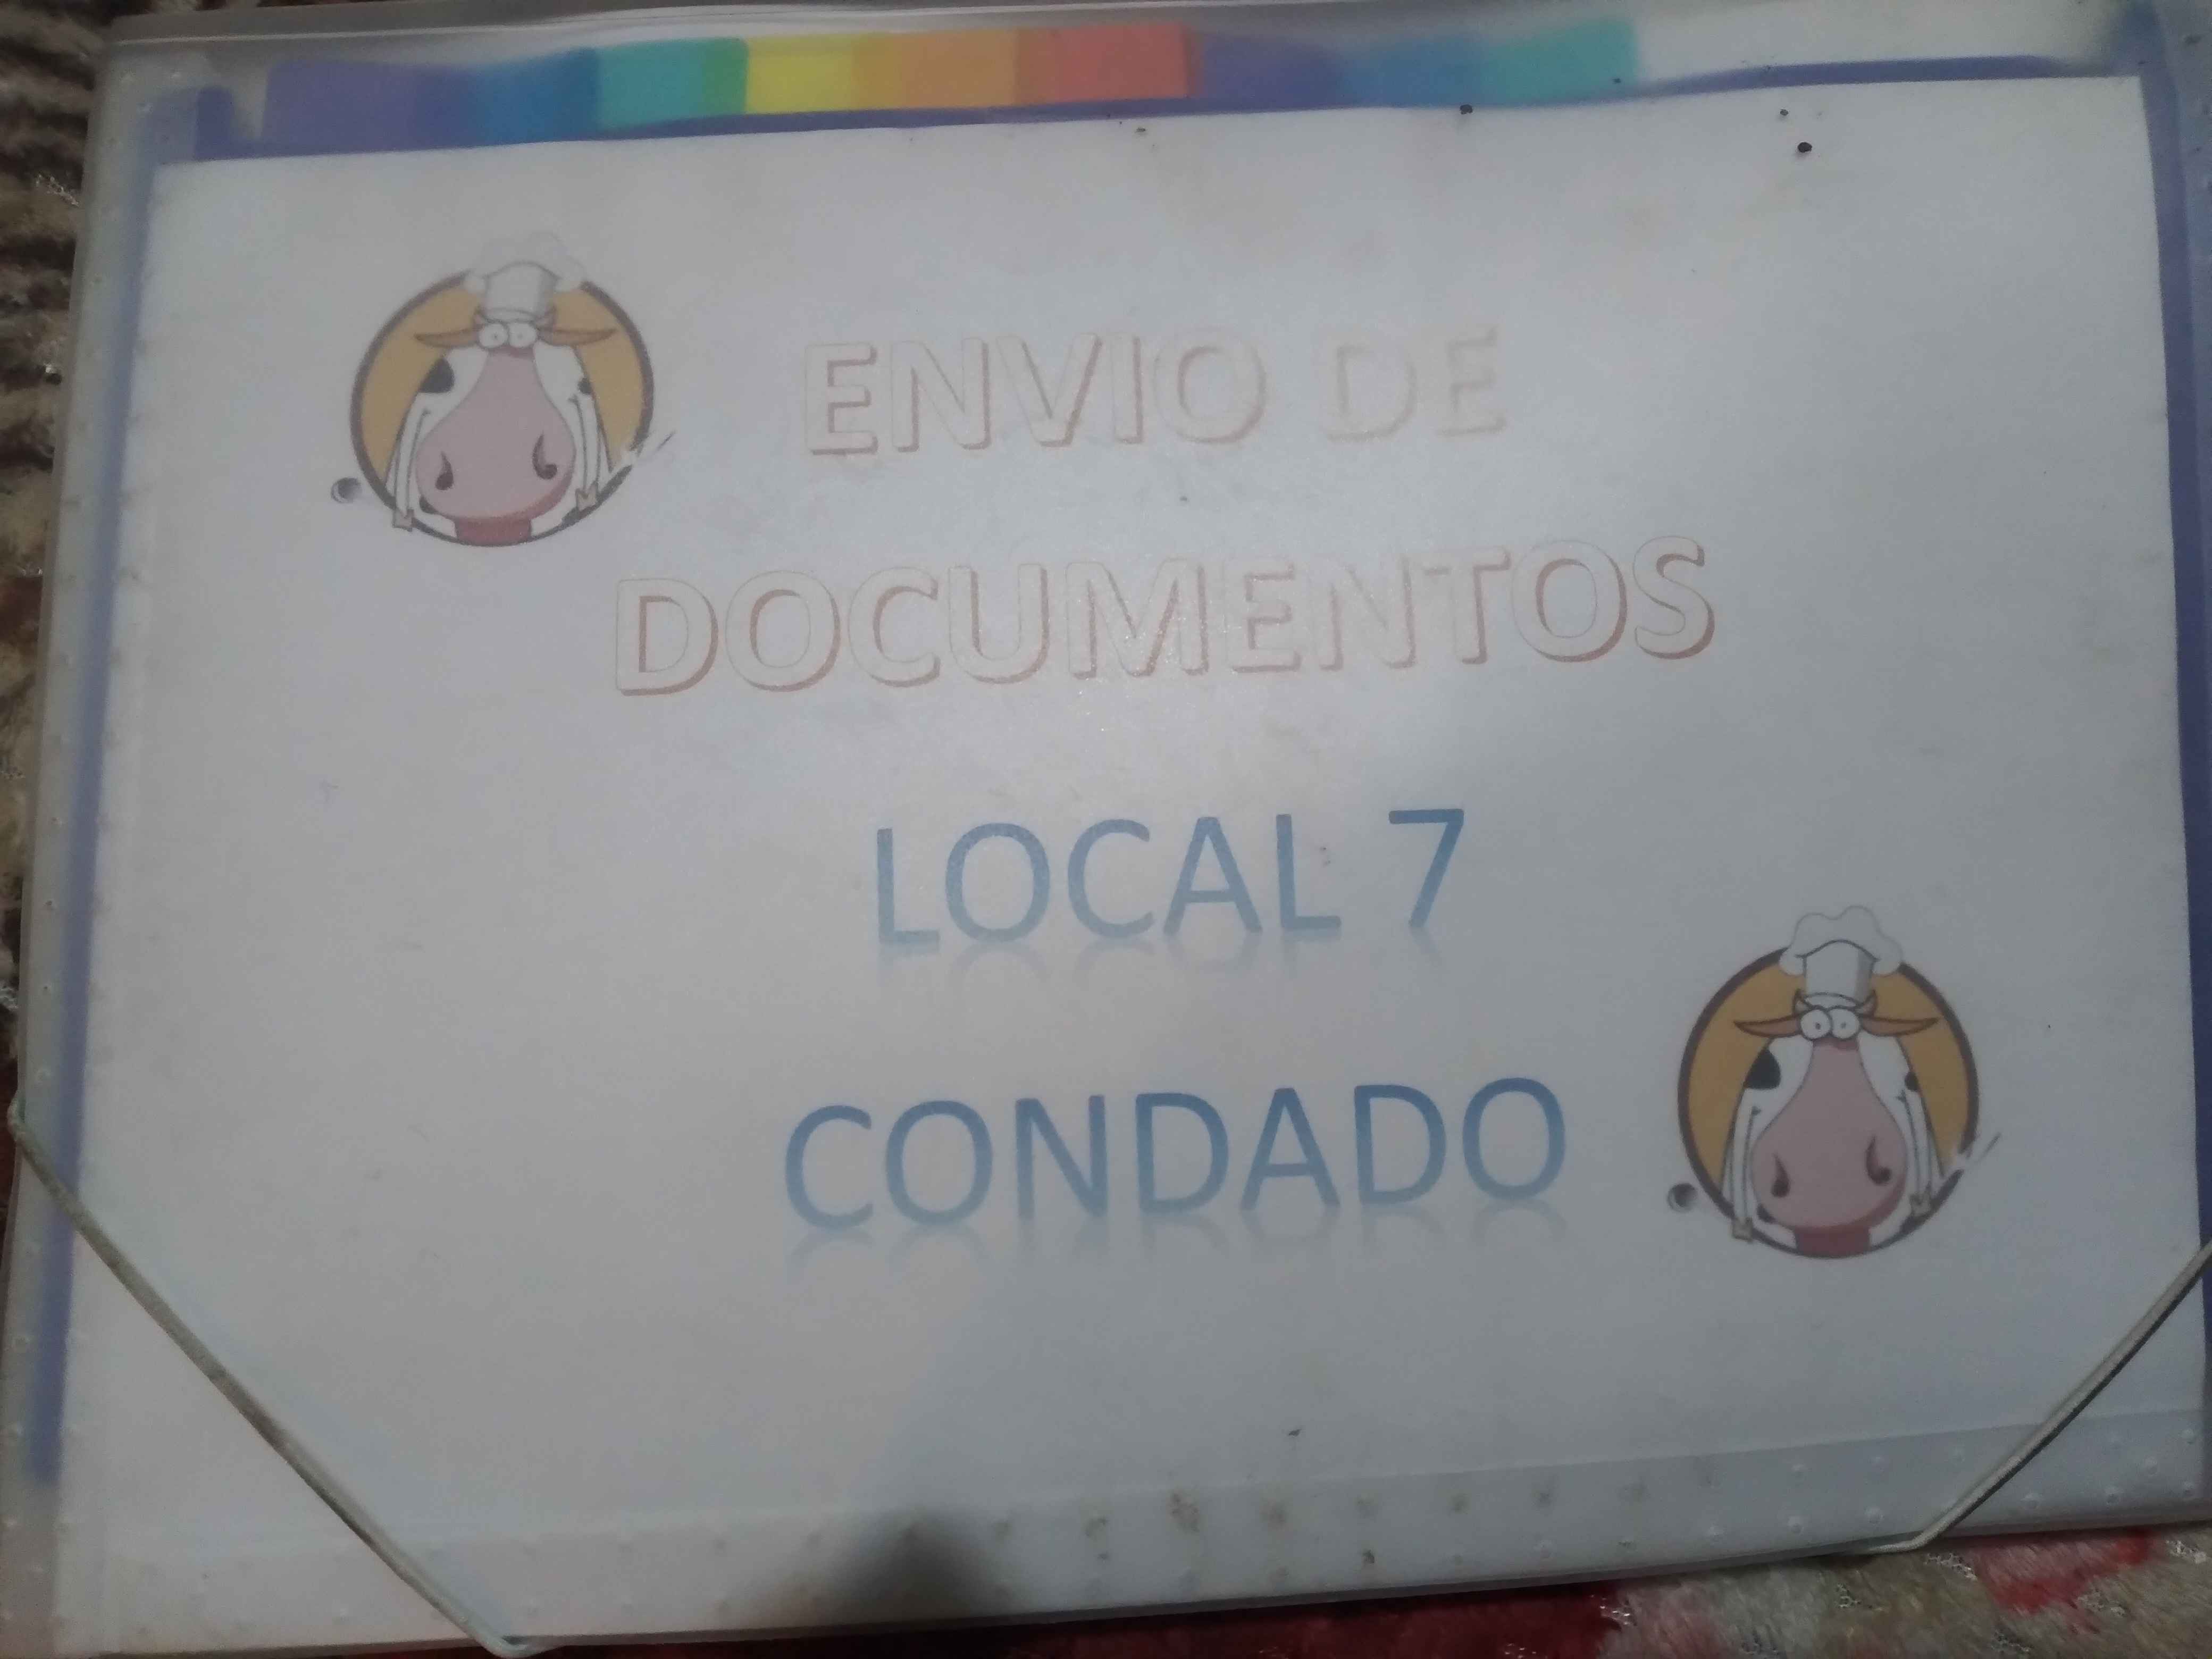 ENVIO DE
DOCUMENTOS
LOCAL 7
CONDADO